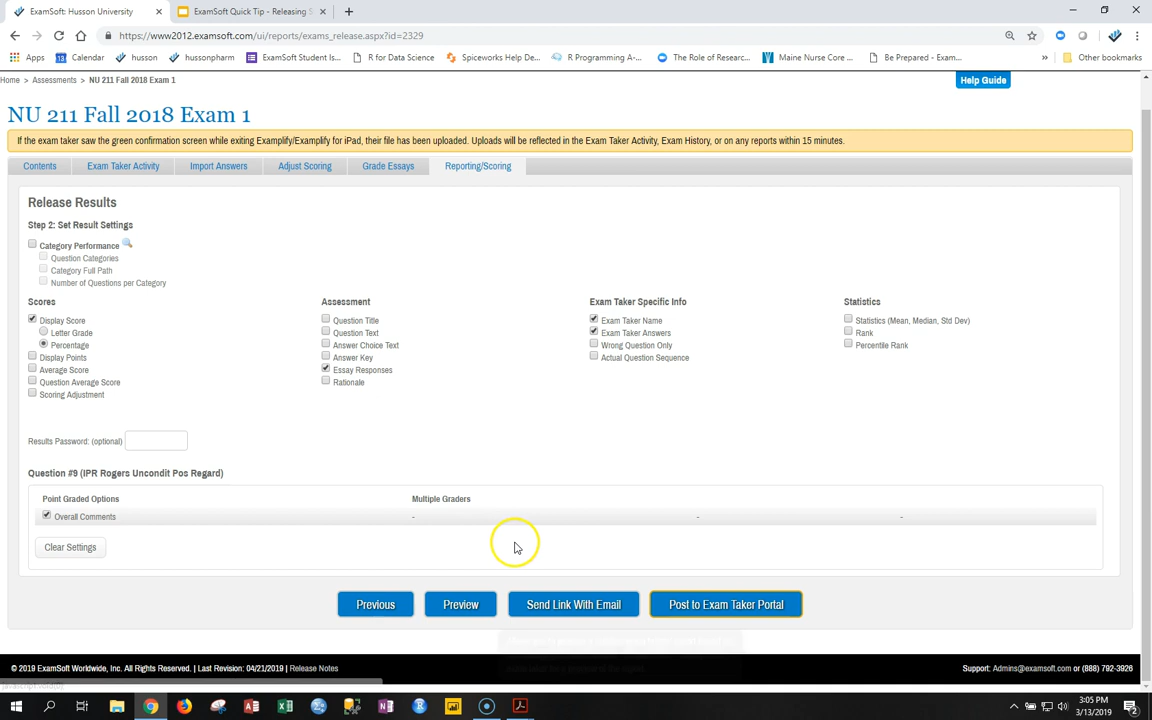 ExamSoft: Husson University
ExamSoft Quick Tip - Releasing S
https://www2012.examsoft.com/ui/reports/exams_release.aspx?id=2329
Apps Calendar husson hussonpharm ExamSoft Student Is... R for Data Science Spiceworks Help De... R Programming A-... The Role of Researc... Maine Nurse Core ... Be Prepared - Exam... » Other bookmarks
Home > Assessments > NU 211 Fall 2018 Exam 1
Help Guide
NU 211 Fall 2018 Exam 1
If the exam taker saw the green confirmation screen while exiting Examplify/Examplify for iPad, their file has been uploaded. Uploads will be reflected in the Exam Taker Activity, Exam History, or on any reports within 15 minutes.
Contents Exam Taker Activity Import Answers Adjust Scoring Grade Essays Reporting/Scoring
Release Results
Step 2: Set Result Settings
Category Performance
Question Categories
Category Full Path
Number of Questions per Category
Scores
Display Score
Letter Grade
Percentage
Display Points
Average Score
Question Average Score
Scoring Adjustment
Assessment
Question Title
Question Text
Answer Choice Text
Answer Key
Essay Responses
Rationale
Exam Taker Specific Info
Exam Taker Name
Exam Taker Answers
Wrong Question Only
Actual Question Sequence
Statistics
Statistics (Mean, Median, Std Dev)
Rank
Percentile Rank
Results Password: (optional)
Question #9 (IPR Rogers Uncondit Pos Regard)
Point Graded Options Multiple Graders
Overall Comments - - -
Clear Settings
Previous Preview Send Link With Email Post to Exam Taker Portal
© 2019 ExamSoft Worldwide, Inc. All Rights Reserved. | Last Revision: 04/21/2019 | Release Notes
Support: Admins@examsoft.com or (888) 792-3926
javascript:void(0)
3:05 PM
3/13/2019
2